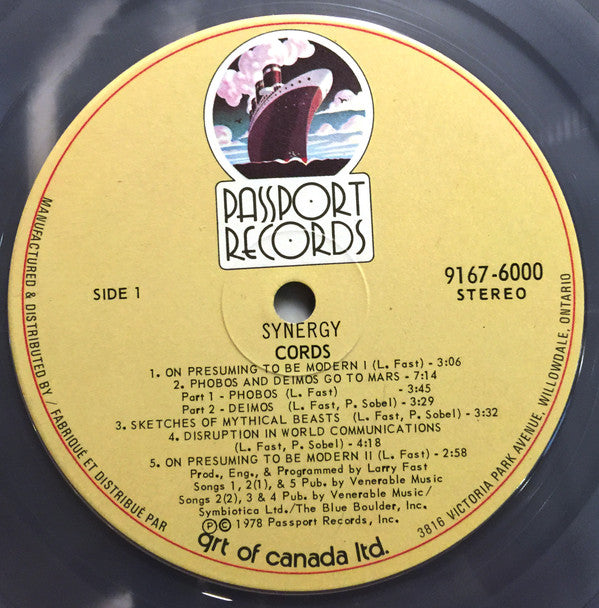 PASSPORT
RECORDS
SIDE 1
9167-6000
STEREO
SYNERGY
CORDS
1. ON PRESUMING TO BE MODERN I (L. Fast) - 3:06
2. PHOBOS AND DEIMOS GO TO MARS - 7:14
Part 1 - PHOBOS (L. Fast) - 3:45
Part 2 - DEIMOS (L. Fast, P. Sobel) - 3:29
3. SKETCHES OF MYTHICAL BEASTS (L. Fast, P. Sobel) - 3:32
4. DISRUPTION IN WORLD COMMUNICATIONS
(L. Fast, P. Sobel) - 4:18
5. ON PRESUMING TO BE MODERN II (L. Fast) - 2:58
Prod., Eng., & Programmed by Larry Fast
Songs 1, 2(1), & 5 Pub. by Venerable Music
Songs 2(2), 3 & 4 Pub. by Venerable Music/
Symbiotica Ltd./The Blue Boulder, Inc.
Ⓟ© 1978 Passport Records, Inc.
MANUFACTURED & DISTRIBUTED BY / FABRIQUÉ ET DISTRIBUÉ PAR
qrt of canada ltd.
3816 VICTORIA PARK AVENUE, WILLOWDALE, ONTARIO